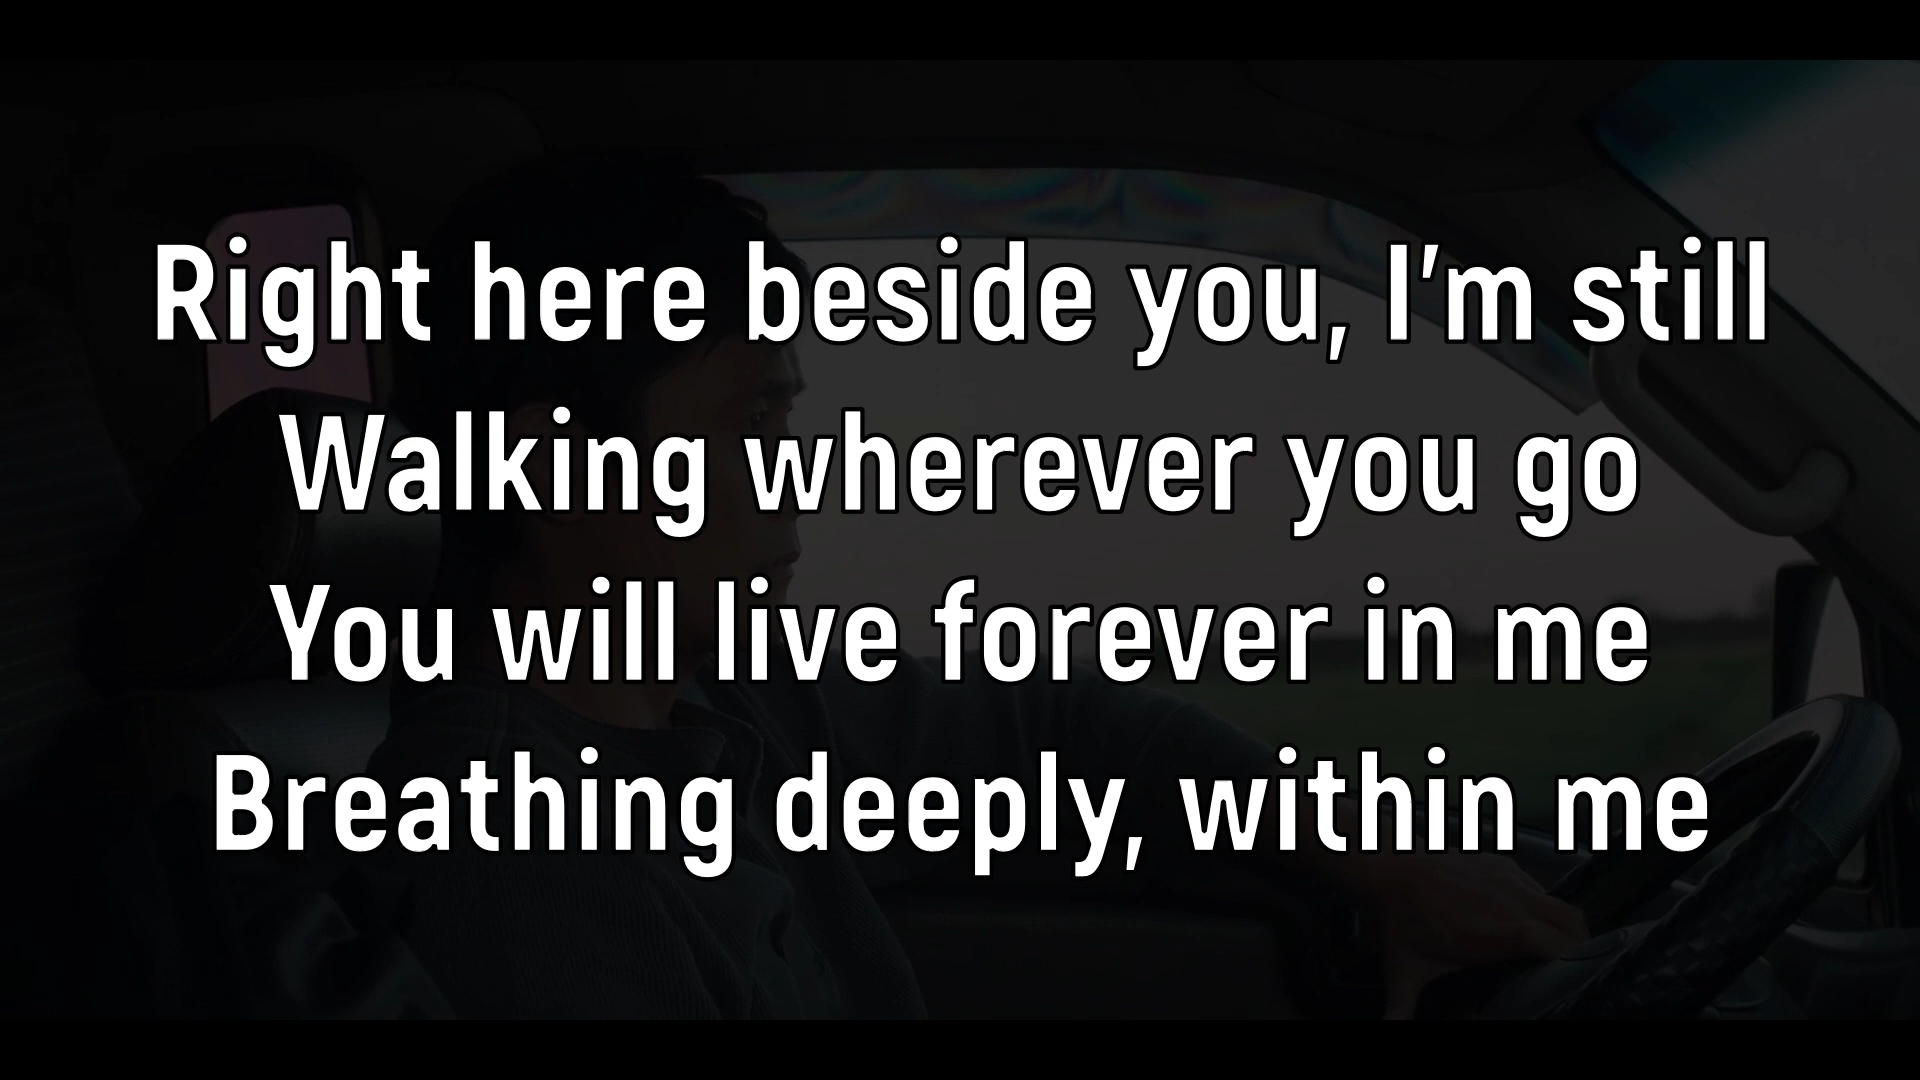 Right here beside you, I'm still
Walking wherever you go
You will live forever in me
Breathing deeply, within me